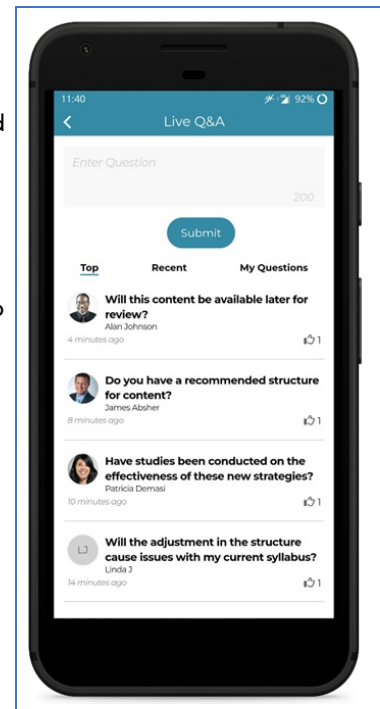 11:40 92%
Live Q&A
Enter Question
200
Submit
Top Recent My Questions
Will this content be available later for
review?
Alan Johnson
4 minutes ago 1
Do you have a recommended structure
for content?
James Absher
8 minutes ago 1
Have studies been conducted on the
effectiveness of these new strategies?
Patricia Demasi
10 minutes ago 1
LJ
Will the adjustment in the structure
cause issues with my current syllabus?
Linda J
14 minutes ago 1